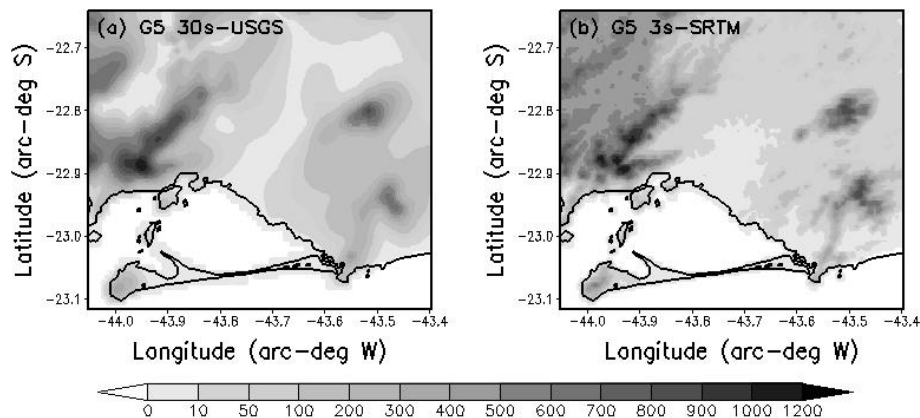 (a) G5 30s-USGS
(b) G5 3s-SRTM
Latitude (arc-deg S)
-22.7
-22.8
-22.9
-23.0
-23.1
Latitude (arc-deg S)
-22.7
-22.8
-22.9
-23.0
-23.1
-44.0 -43.9 -43.8 -43.7 -43.6 -43.5 -43.4
-44.0 -43.9 -43.8 -43.7 -43.6 -43.5 -43.4
Longitude (arc-deg W)
Longitude (arc-deg W)
0 10 50 100 200 300 400 500 600 700 800 900 1000 1200